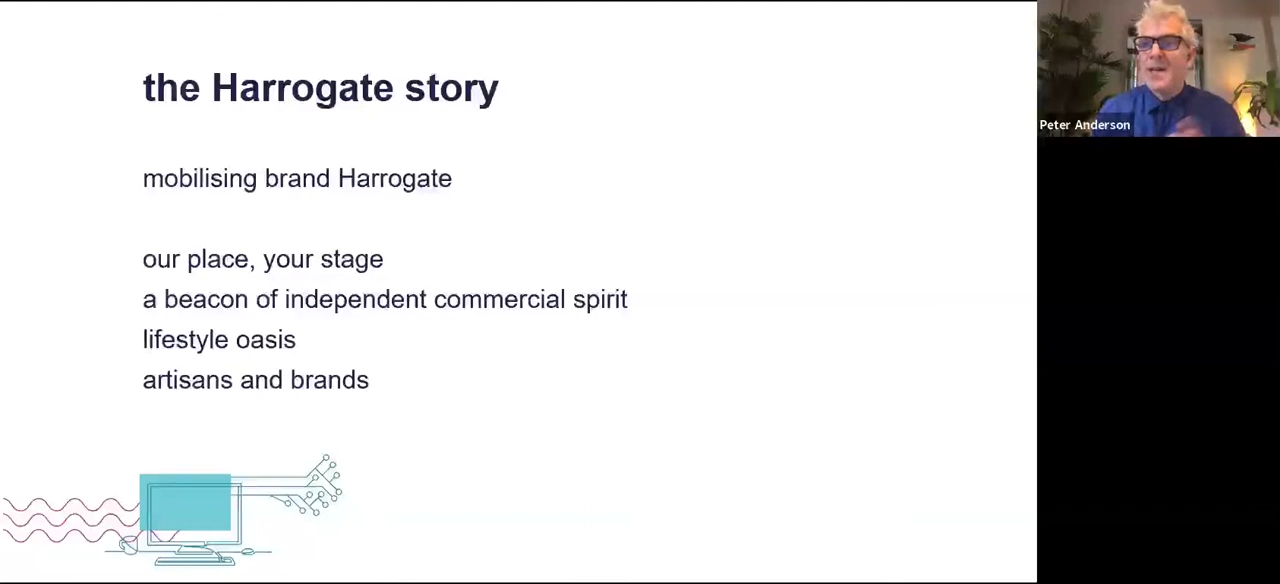 the Harrogate story
mobilising brand Harrogate
our place, your stage
a beacon of independent commercial spirit
lifestyle oasis
artisans and brands
Peter Anderson